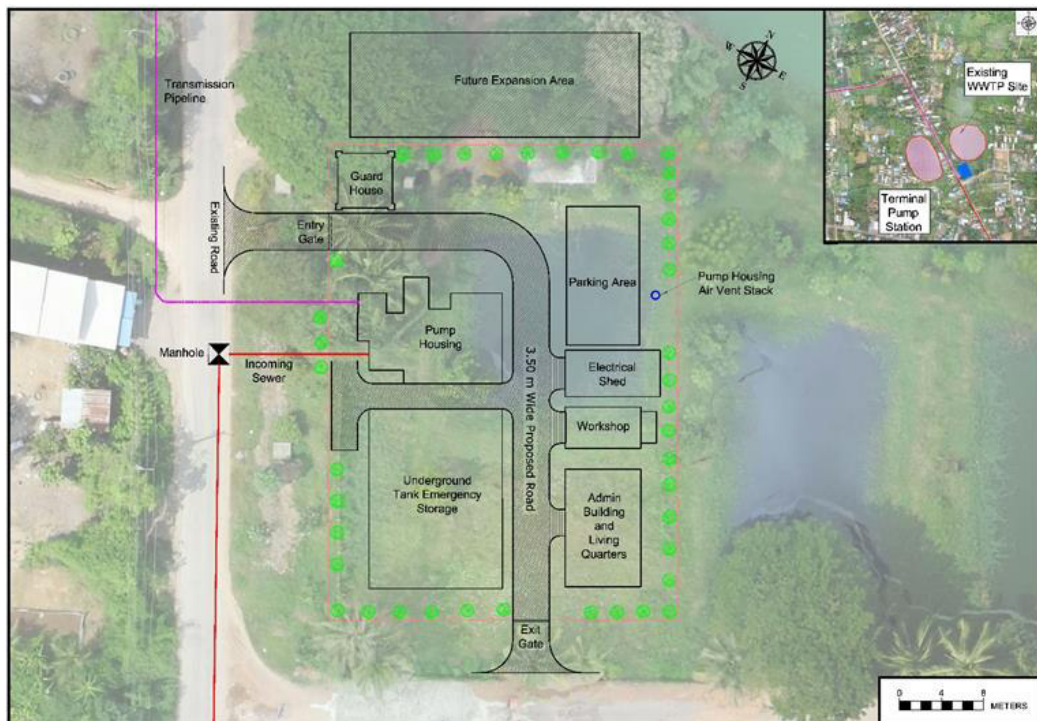 Transmission
Pipeline
Future Expansion Area
N
W
E
S
Existing
WWTP Site
Terminal
Pump
Station
Guard
House
Existing Road
Entry
Gate
Parking Area
Pump Housing
Air Vent Stack
Pump
Housing
Manhole
Incoming
Sewer
3.50 m Wide Proposed Road
Electrical
Shed
Workshop
Underground
Tank Emergency
Storage
Admin
Building
and
Living
Quarters
Exit
Gate
0 4 8
METERS